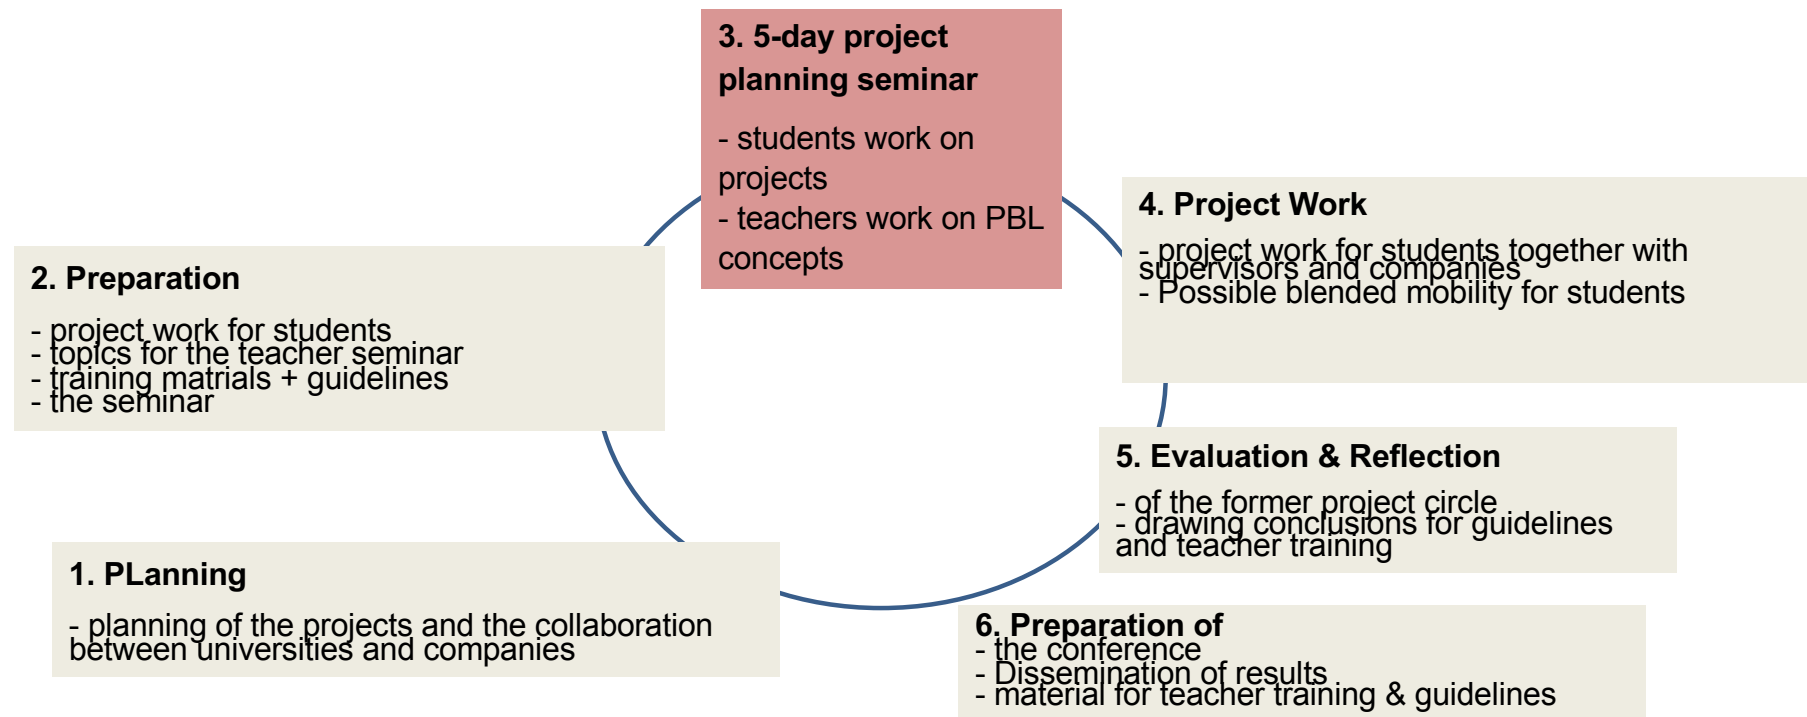 3. 5-day project
planning seminar
- students work on
projects
- teachers work on PBL
concepts
4. Project Work
- project work for students together with
supervisors and companies
- Possible blended mobility for students
2. Preparation
- project work for students
- topics for the teacher seminar
- training matrials + guidelines
- the seminar
5. Evaluation & Reflection
- of the former project circle
- drawing conclusions for guidelines
and teacher training
1. PLanning
- planning of the projects and the collaboration
between universities and companies
6. Preparation of
- the conference
- Dissemination of results
- material for teacher training & guidelines